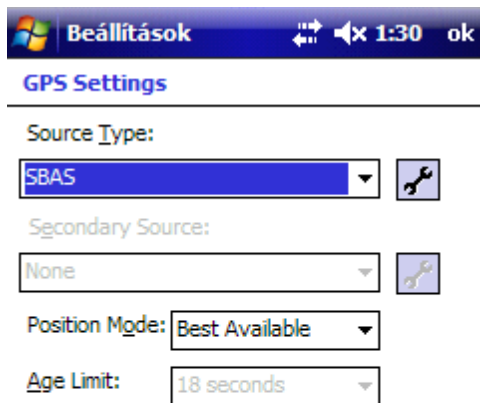 Beállítások 1:30 ok
GPS Settings
Source Type:
SBAS
Secondary Source:
None
Position Mode: Best Available
Age Limit: 18 seconds